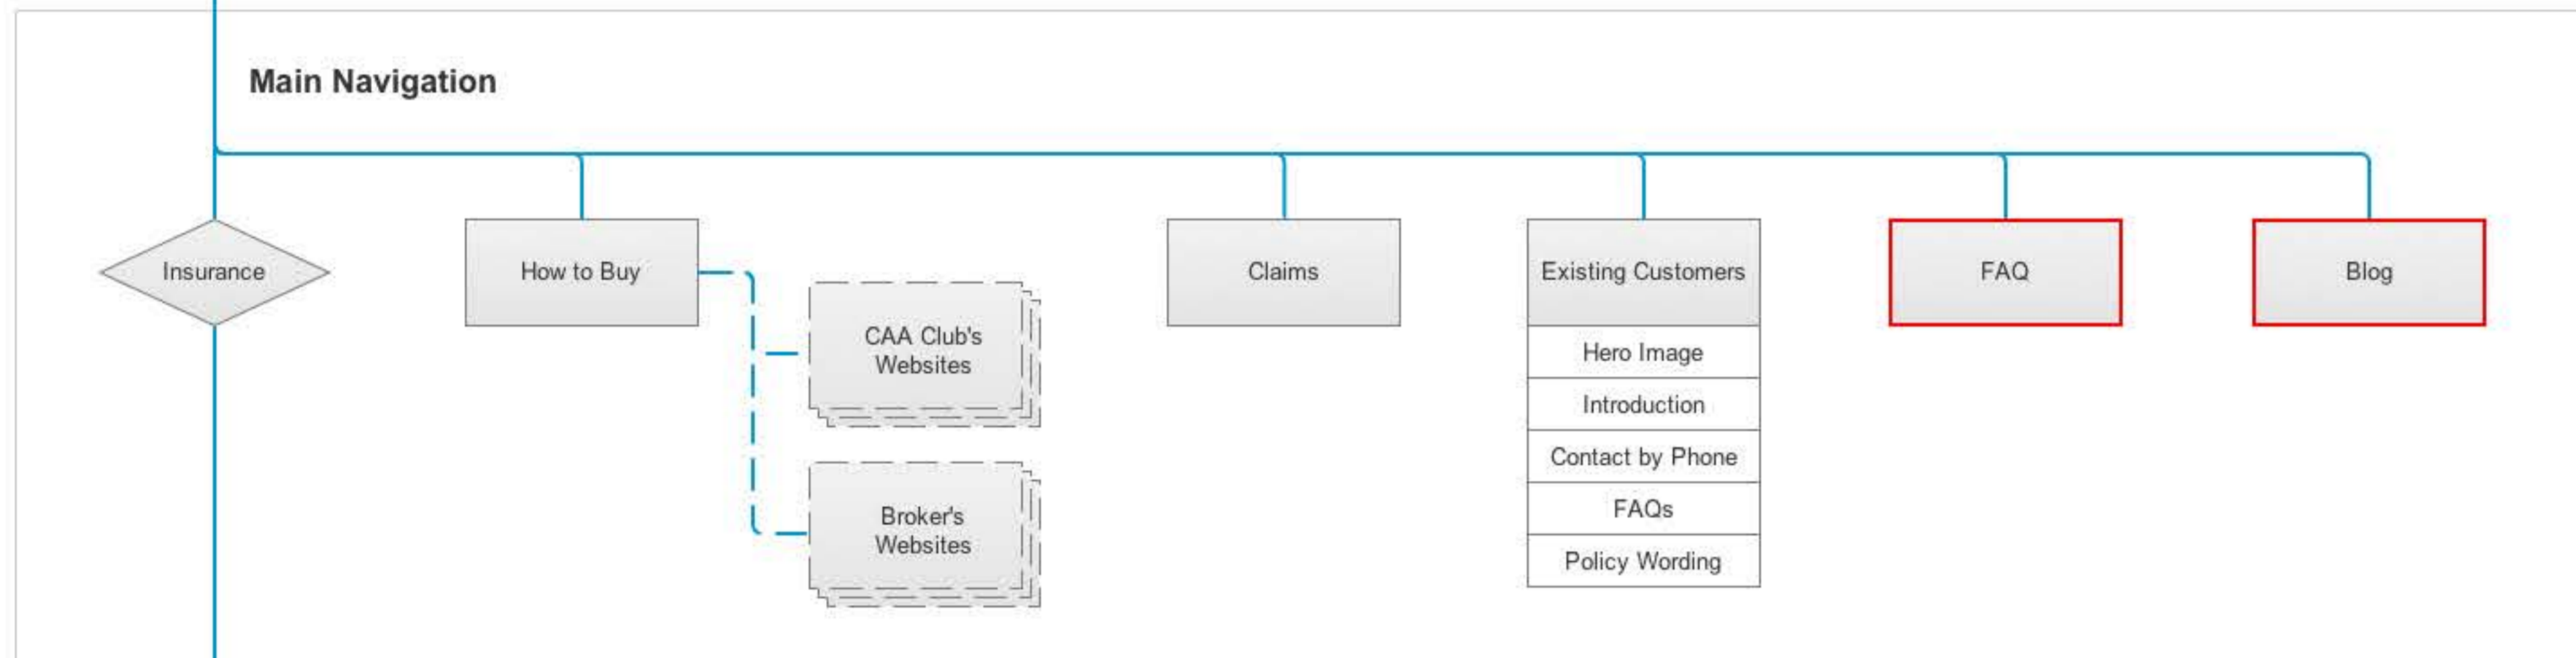 Main Navigation
Insurance
How to Buy
CAA Club's
Websites
Broker's
Websites
Claims
Existing Customers
Hero Image
Introduction
Contact by Phone
FAQs
Policy Wording
FAQ
Blog